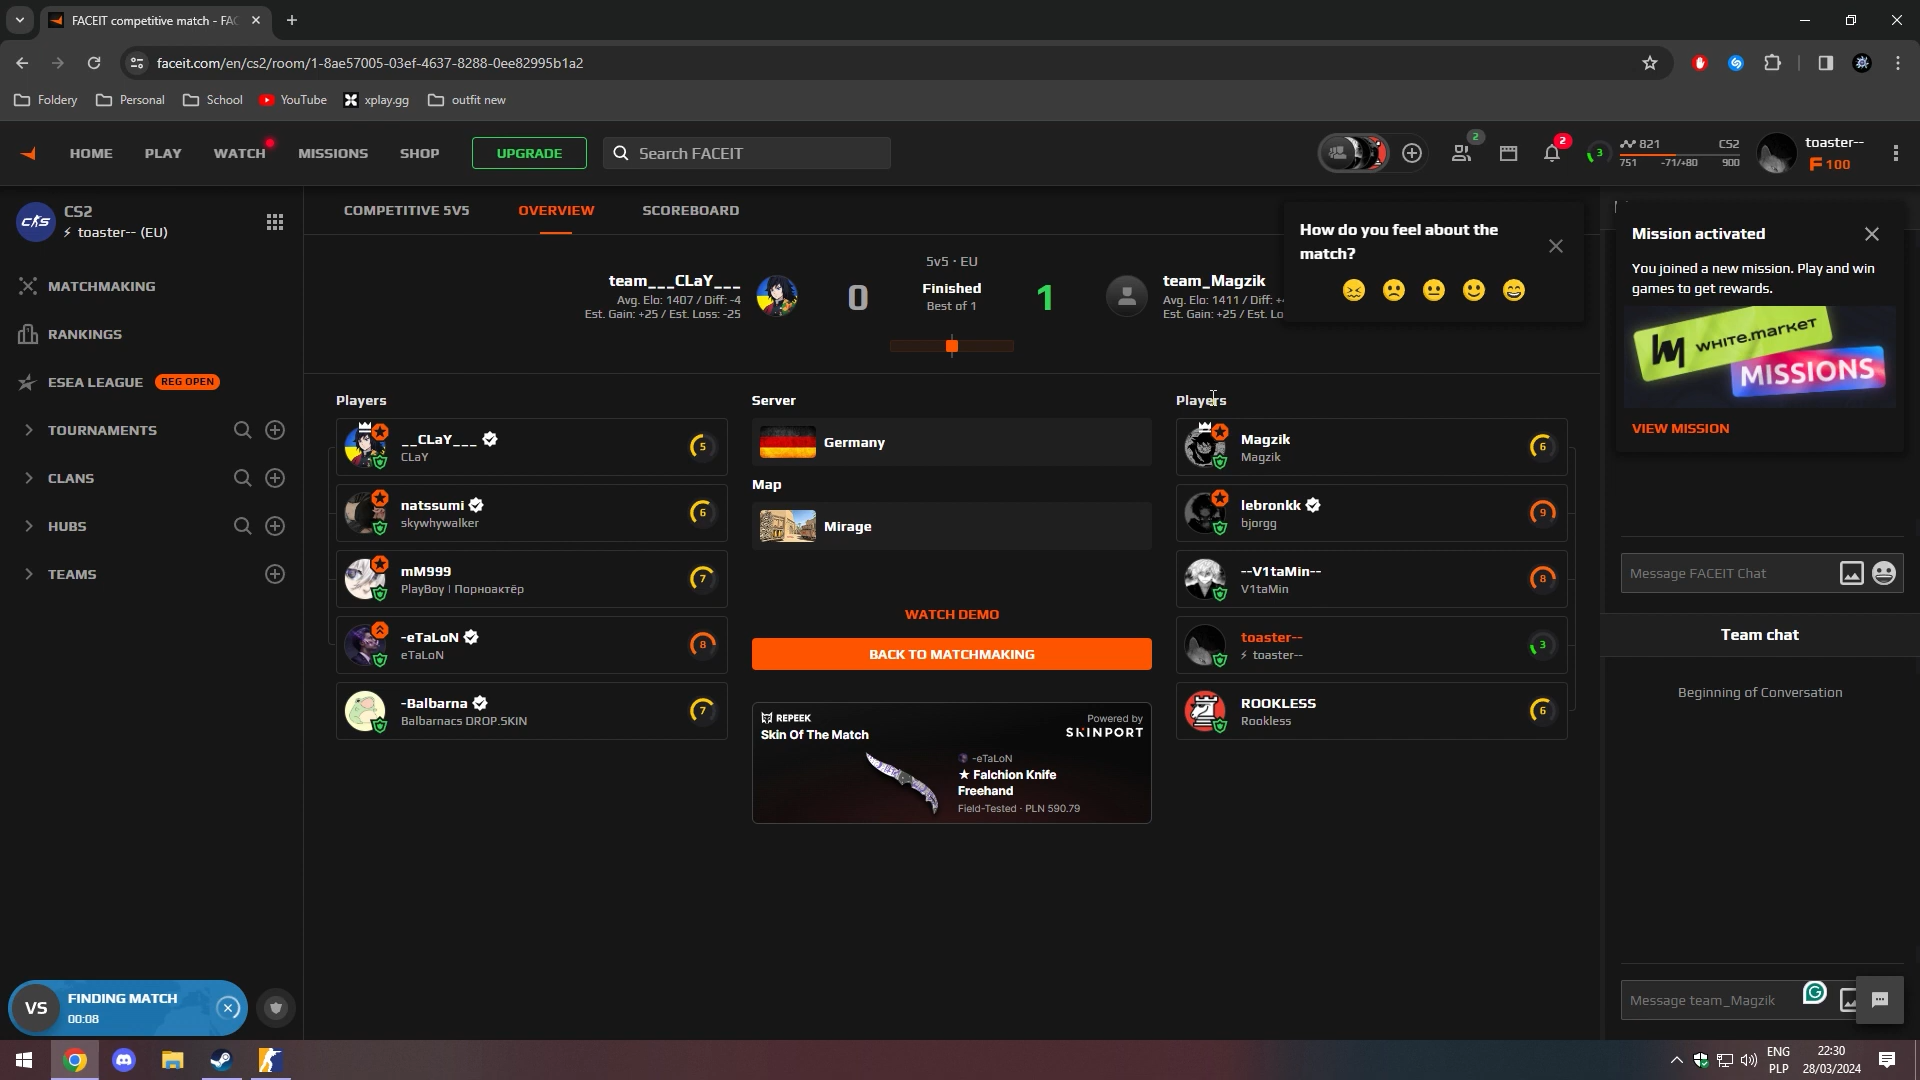 FACEIT competitive match - FAC
faceit.com/en/cs2/room/1-8ae57005-03ef-4637-8288-0ee82995b1a2
Foldery
Personal
School
YouTube
xplay.gg
outfit new
HOME
PLAY
WATCH
MISSIONS
SHOP
UPGRADE
Search FACEIT
2
2
3
821
CS2
751
-71/+80
900
toaster--
100
CS2
⚡ toaster-- (EU)
MATCHMAKING
RANKINGS
ESEA LEAGUE
REG OPEN
TOURNAMENTS
CLANS
HUBS
TEAMS
COMPETITIVE 5V5
OVERVIEW
SCOREBOARD
team___CLaY___
Avg. Elo: 1407 / Diff: -4
Est. Gain: +25 / Est. Loss: -25
0
5v5 · EU
Finished
Best of 1
1
team_Magzik
Avg. Elo: 1411 / Diff: +
Est. Gain: +25 / Est. Lo
How do you feel about the
match?
Mission activated
You joined a new mission. Play and win
games to get rewards.
WHITE.MARKET
MISSIONS
VIEW MISSION
Players
__CLaY___
CLaY
5
natssumi
skywhywalker
6
mM999
PlayBoy | Порноактёр
7
-eTaLoN
eTaLoN
8
-Balbarna
Balbarnacs DROP.SKIN
7
Server
Germany
Map
Mirage
WATCH DEMO
BACK TO MATCHMAKING
REPEEK
Skin Of The Match
Powered by
SKINPORT
-eTaLoN
★ Falchion Knife
Freehand
Field-Tested · PLN 590.79
Players
Magzik
Magzik
6
lebronkk
bjorgg
9
--V1taMin--
V1taMin
8
toaster--
⚡ toaster--
3
ROOKLESS
Rookless
6
Message FACEIT Chat
Team chat
Beginning of Conversation
Message team_Magzik
VS
FINDING MATCH
00:08
ENG
PLP
22:30
28/03/2024